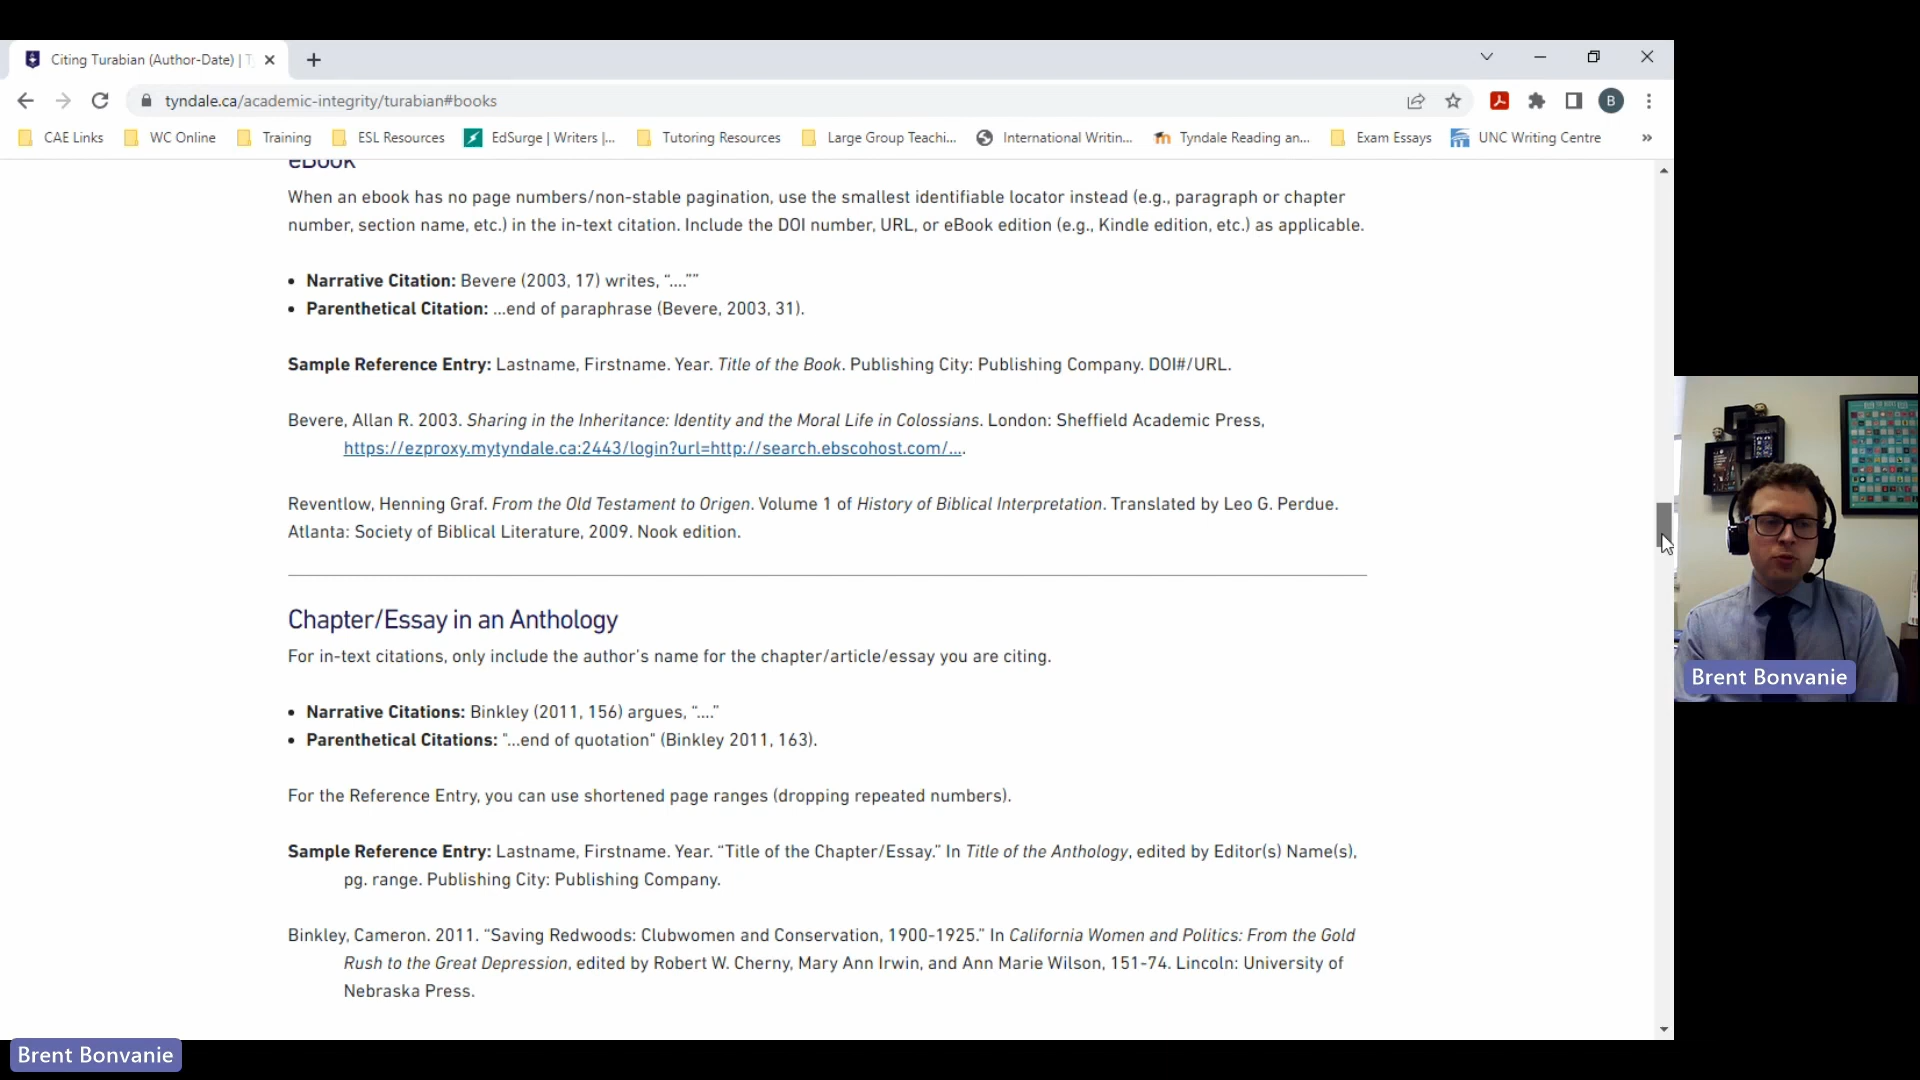 Citing Turabian (Author-Date) | T
tyndale.ca/academic-integrity/turabian#books
B
CAE Links
WC Online
Training
ESL Resources
EdSurge | Writers |...
Tutoring Resources
Large Group Teachi...
International Writin...
Tyndale Reading an...
Exam Essays
UNC Writing Centre
»
eBook
When an ebook has no page numbers/non-stable pagination, use the smallest identifiable locator instead (e.g., paragraph or chapter
number, section name, etc.) in the in-text citation. Include the DOI number, URL, or eBook edition (e.g., Kindle edition, etc.) as applicable.
• Narrative Citation: Bevere (2003, 17) writes, “....””
• Parenthetical Citation: ...end of paraphrase (Bevere, 2003, 31).
Sample Reference Entry: Lastname, Firstname. Year. Title of the Book. Publishing City: Publishing Company. DOI#/URL.
Bevere, Allan R. 2003. Sharing in the Inheritance: Identity and the Moral Life in Colossians. London: Sheffield Academic Press,
https://ezproxy.mytyndale.ca:2443/login?url=http://search.ebscohost.com/....
Reventlow, Henning Graf. From the Old Testament to Origen. Volume 1 of History of Biblical Interpretation. Translated by Leo G. Perdue.
Atlanta: Society of Biblical Literature, 2009. Nook edition.
Chapter/Essay in an Anthology
For in-text citations, only include the author's name for the chapter/article/essay you are citing.
• Narrative Citations: Binkley (2011, 156) argues, “....”
• Parenthetical Citations: "...end of quotation" (Binkley 2011, 163).
For the Reference Entry, you can use shortened page ranges (dropping repeated numbers).
Sample Reference Entry: Lastname, Firstname. Year. “Title of the Chapter/Essay.” In Title of the Anthology, edited by Editor(s) Name(s),
pg. range. Publishing City: Publishing Company.
Binkley, Cameron. 2011. “Saving Redwoods: Clubwomen and Conservation, 1900-1925.” In California Women and Politics: From the Gold
Rush to the Great Depression, edited by Robert W. Cherny, Mary Ann Irwin, and Ann Marie Wilson, 151-74. Lincoln: University of
Nebraska Press.
Brent Bonvanie
Brent Bonvanie